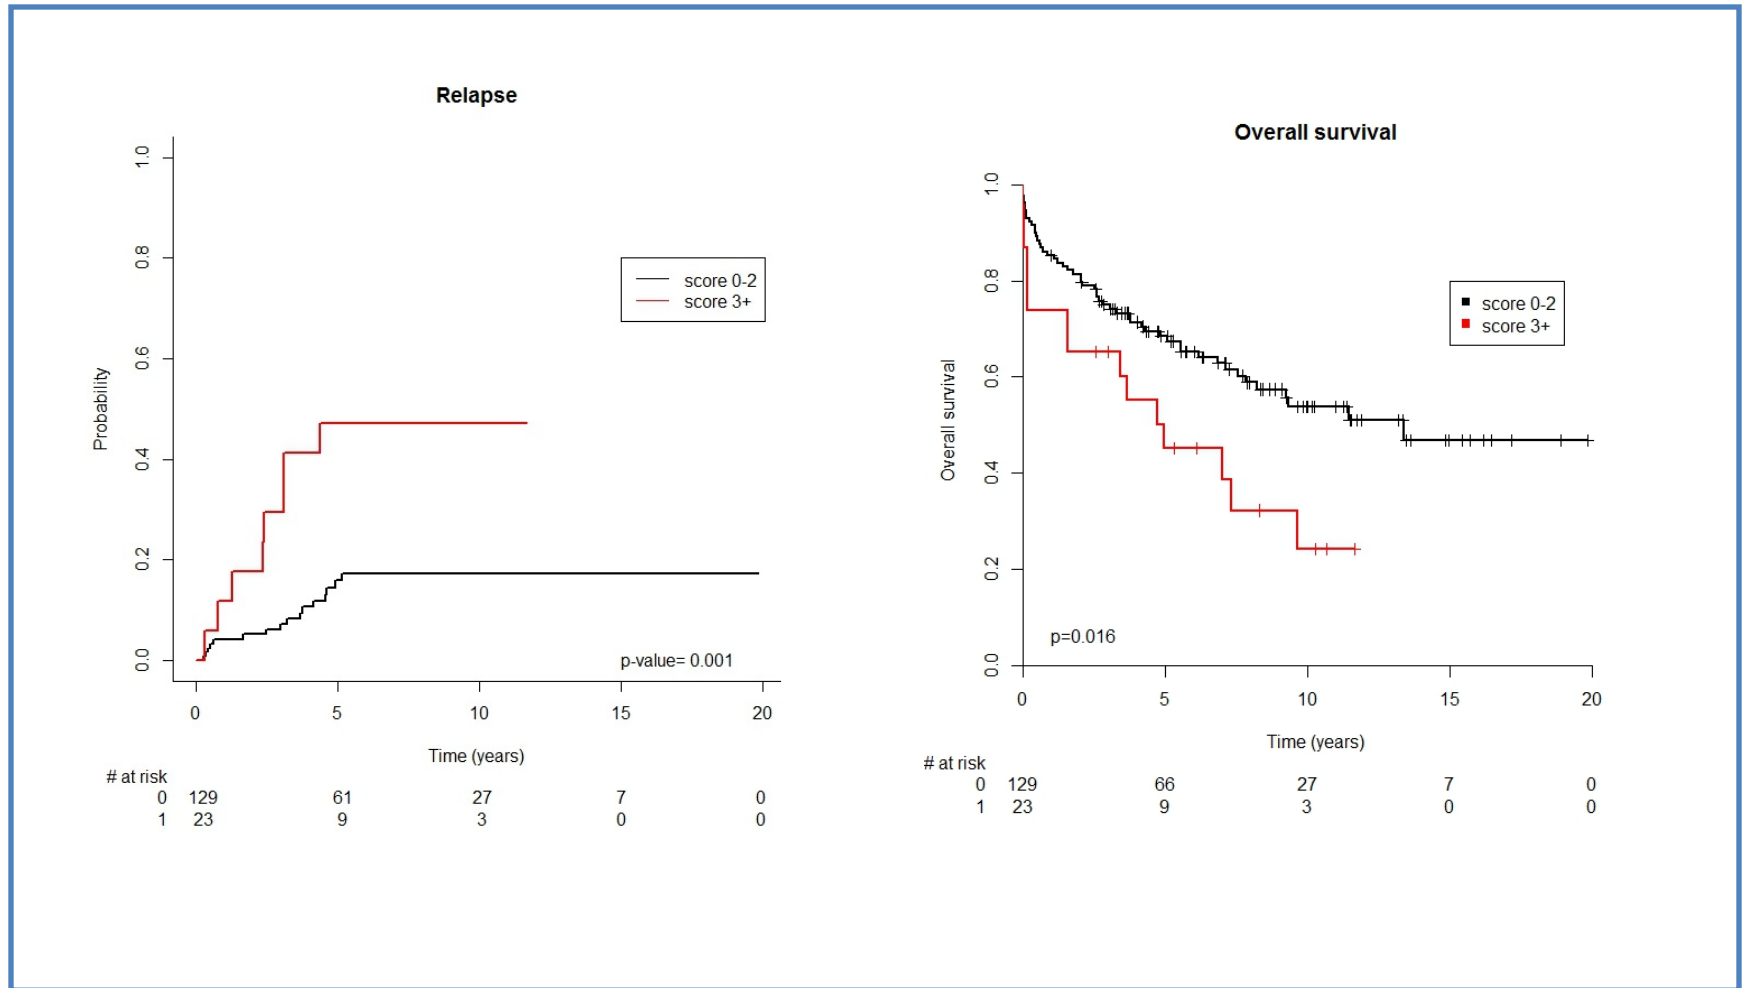 Relapse
Probability
1.0
0.8
0.6
0.4
0.2
0.0
score 0-2
score 3+
p-value= 0.001
0 5 10 15 20
Time (years)
# at risk
0 129 61 27 7 0
1 23 9 3 0 0
Overall survival
Overall survival
1.0
0.8
0.6
0.4
0.2
0.0
score 0-2
score 3+
p=0.016
0 5 10 15 20
Time (years)
# at risk
0 129 66 27 7 0
1 23 9 3 0 0